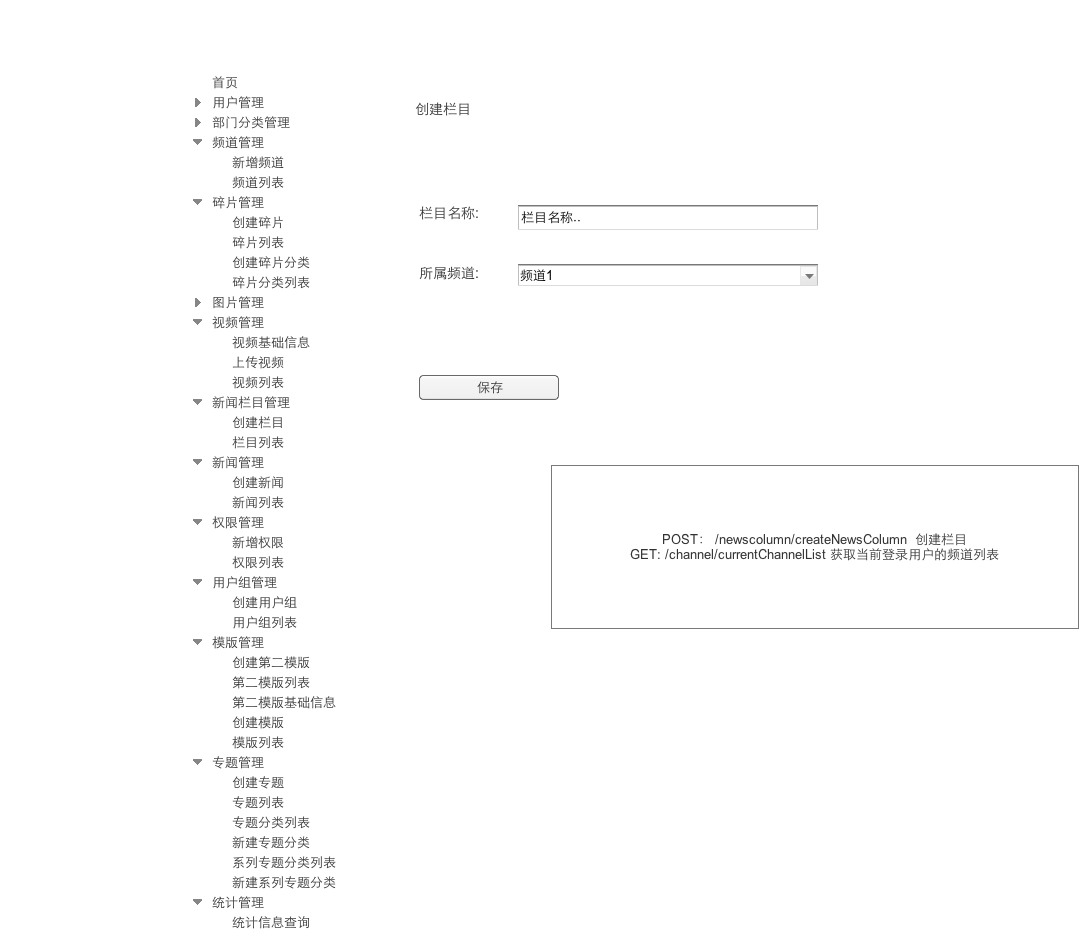 首页
用户管理
部门分类管理
频道管理
新增频道
频道列表
碎片管理
创建碎片
碎片列表
创建碎片分类
碎片分类列表
图片管理
视频管理
视频基础信息
上传视频
视频列表
新闻栏目管理
创建栏目
栏目列表
新闻管理
创建新闻
新闻列表
权限管理
新增权限
权限列表
用户组管理
创建用户组
用户组列表
模版管理
创建第二模版
第二模版列表
第二模版基础信息
创建模版
模版列表
专题管理
创建专题
专题列表
专题分类列表
新建专题分类
系列专题分类列表
新建系列专题分类
统计管理
统计信息查询
创建栏目
栏目名称: 栏目名称..
所属频道: 频道1
保存
POST： /newscolumn/createNewsColumn 创建栏目
GET: /channel/currentChannelList 获取当前登录用户的频道列表